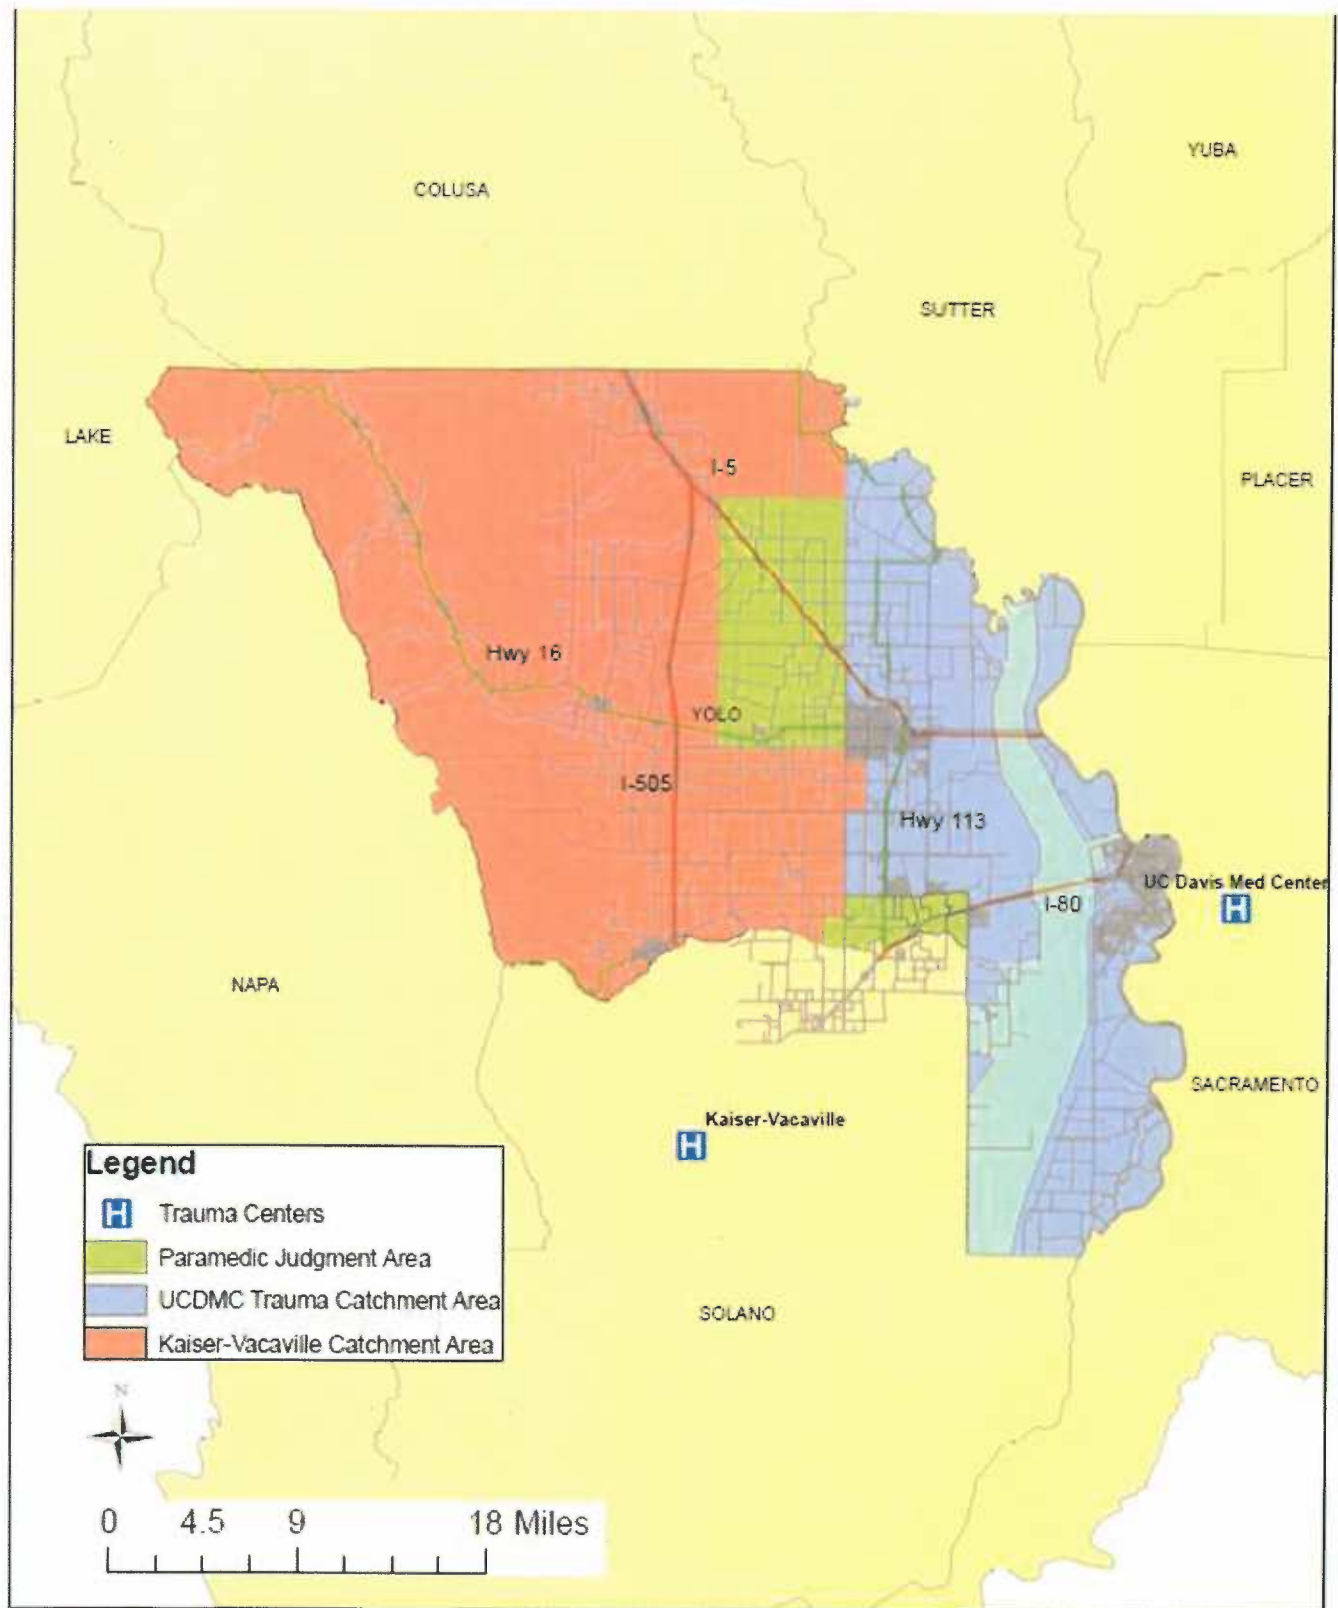 YUBA
COLUSA
SUTTER
LAKE
I-5
PLACER
Hwy 16
YOLO
I-505
Hwy 113
UC Davis Med Center
H
I-80
NAPA
SACRAMENTO
Kaiser-Vacaville
H
Legend
H Trauma Centers
Paramedic Judgment Area
UCDMC Trauma Catchment Area
Kaiser-Vacaville Catchment Area
SOLANO
N
0 4.5 9 18 Miles